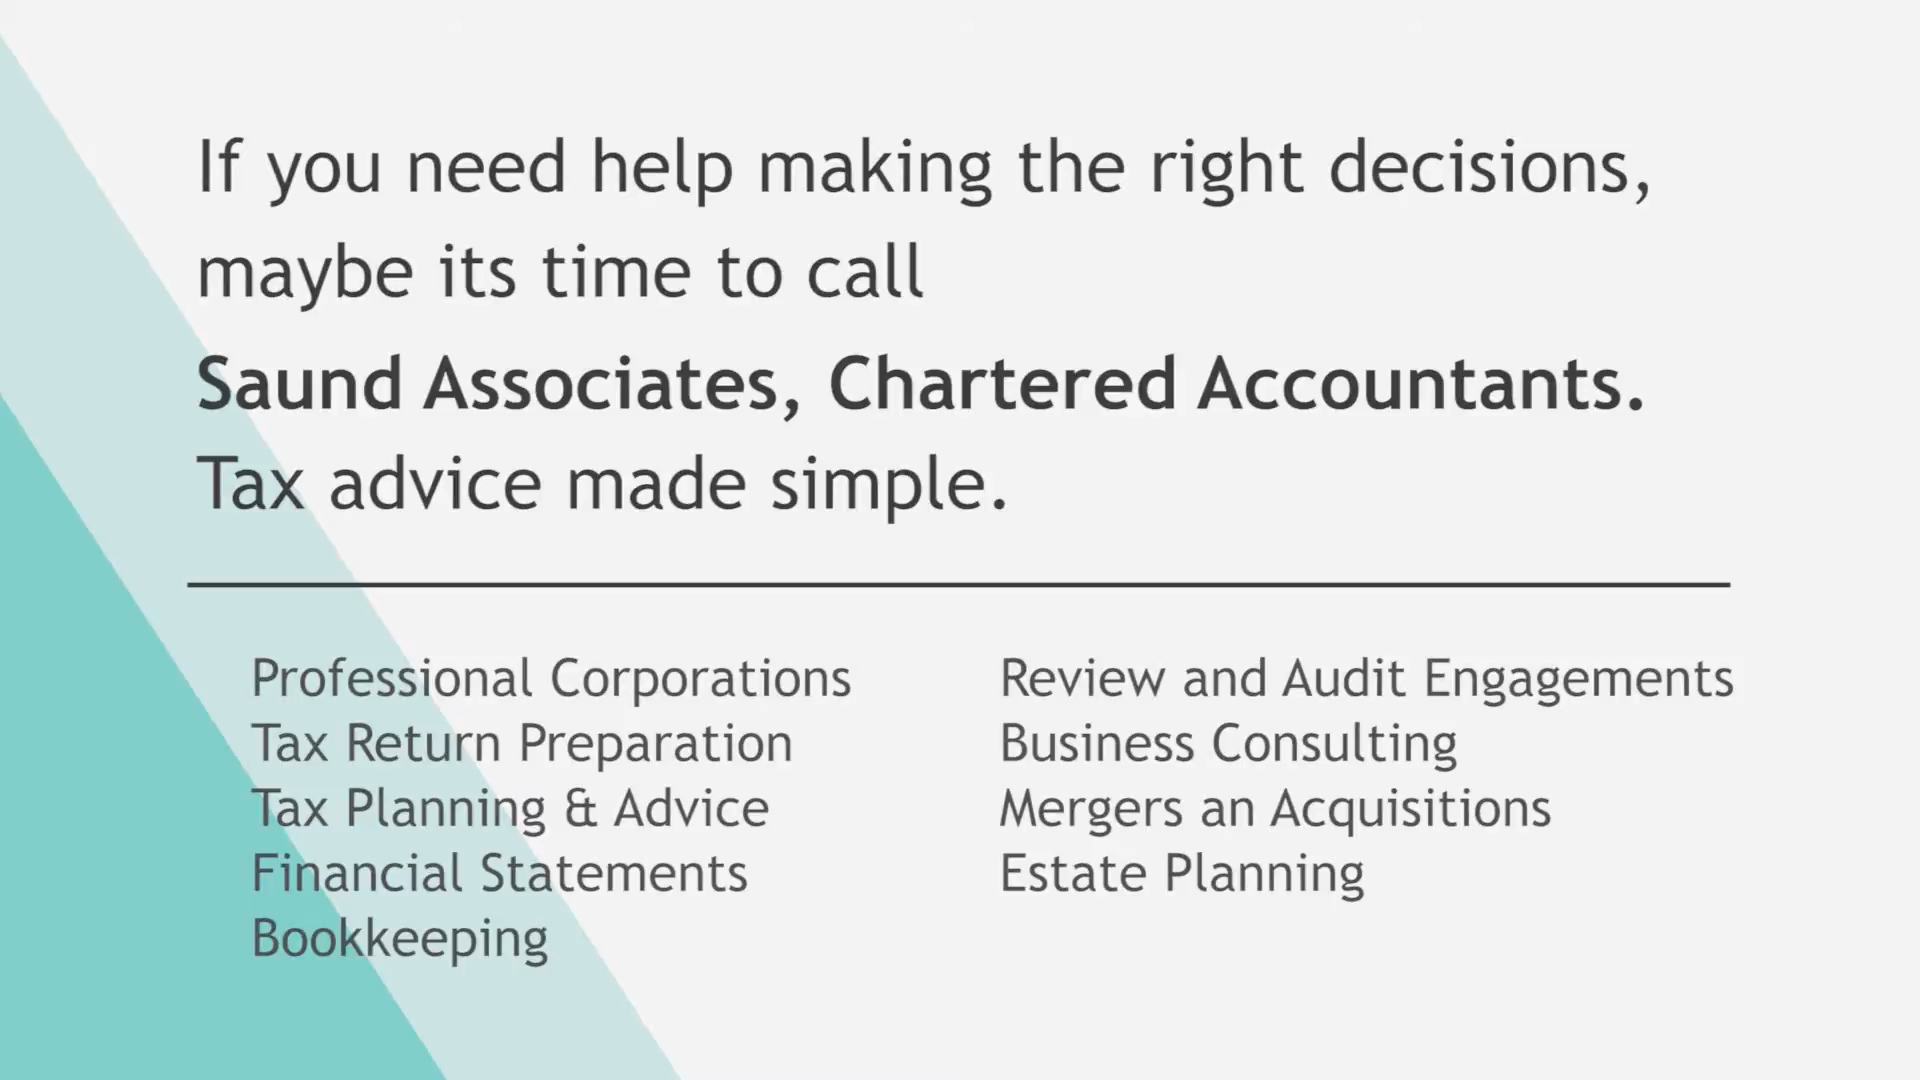 If you need help making the right decisions,
maybe its time to call
Saund Associates, Chartered Accountants.
Tax advice made simple.
Professional Corporations
Tax Return Preparation
Tax Planning & Advice
Financial Statements
Bookkeeping
Review and Audit Engagements
Business Consulting
Mergers an Acquisitions
Estate Planning